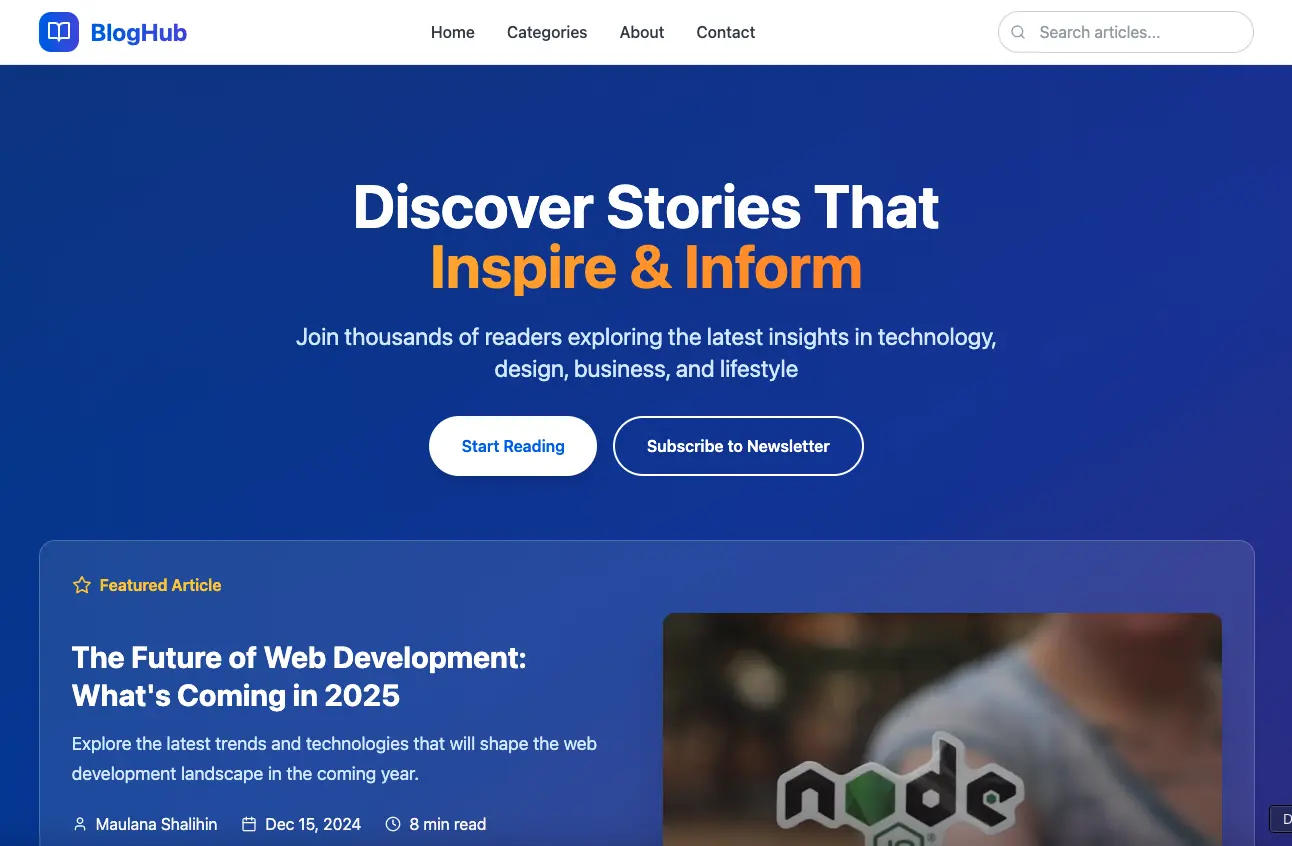 BlogHub
Home
Categories
About
Contact
Search articles...
Discover Stories That
Inspire & Inform
Join thousands of readers exploring the latest insights in technology,
design, business, and lifestyle
Start Reading
Subscribe to Newsletter
Featured Article
The Future of Web Development:
What's Coming in 2025
Explore the latest trends and technologies that will shape the web
development landscape in the coming year.
Maulana Shalihin
Dec 15, 2024
8 min read
node
JS
®
D